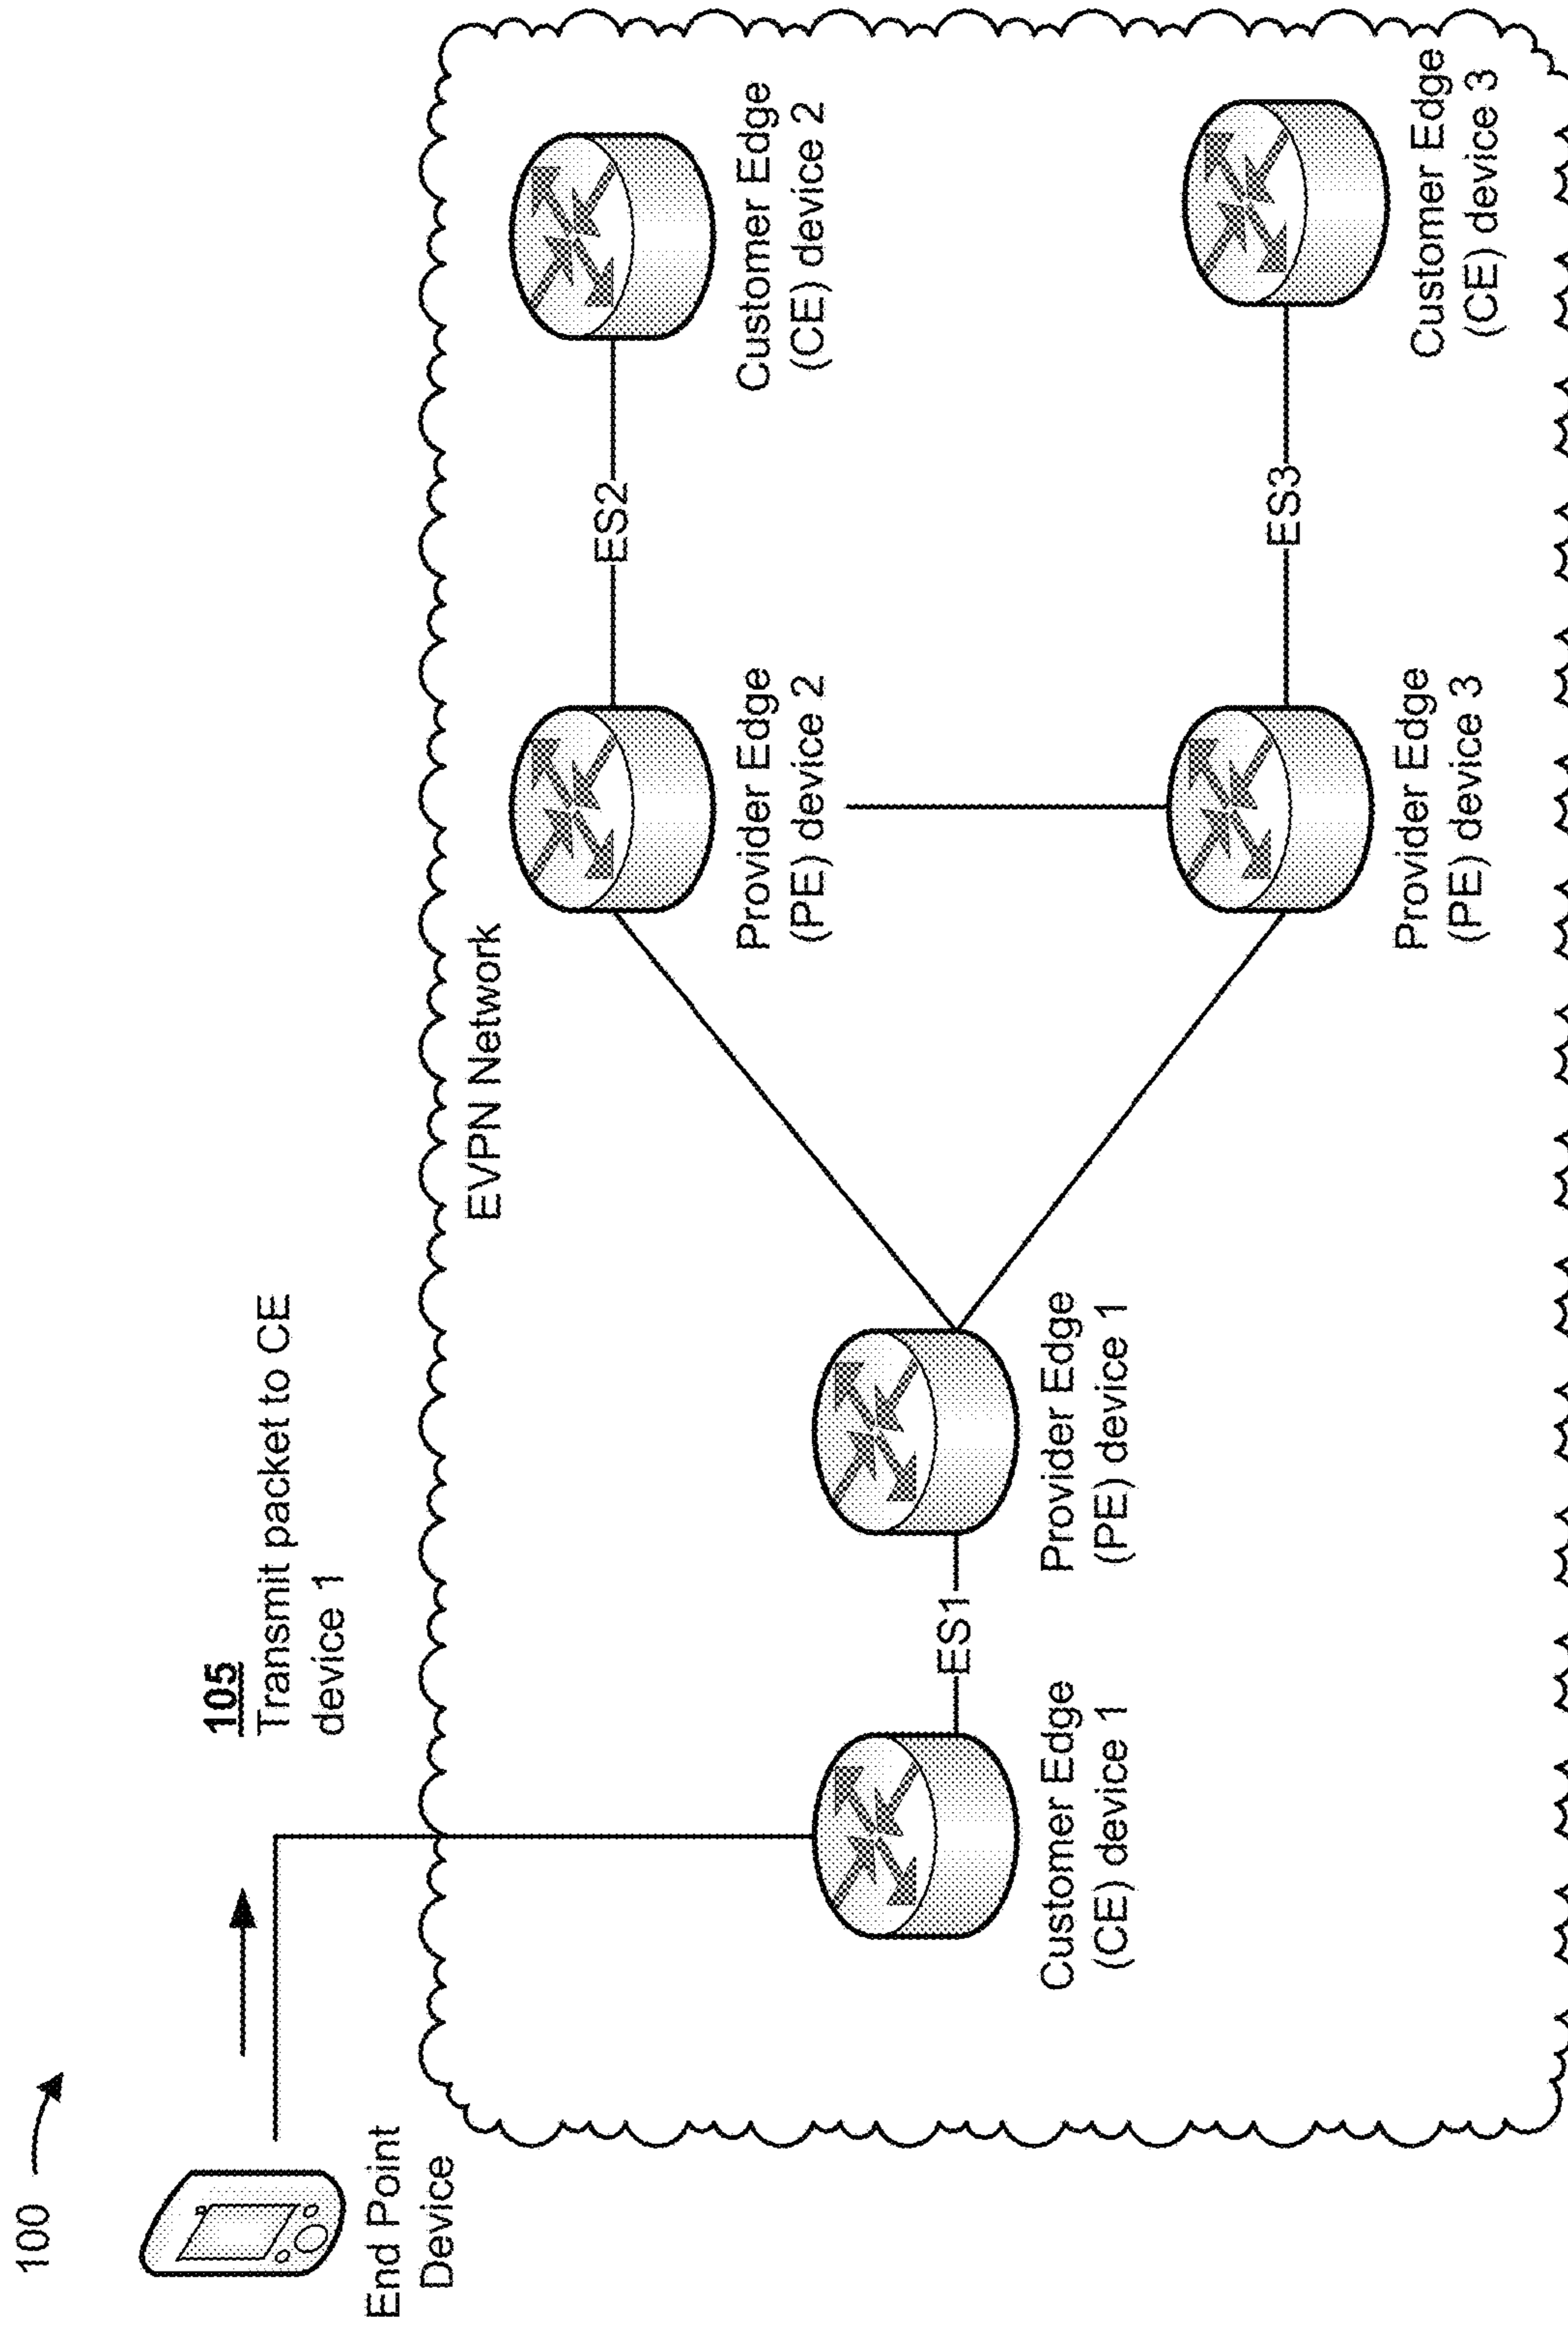 100
End Point
Device
105
Transmit packet to CE
device 1
EVPN Network
Customer Edge
(CE) device 1
ES1
Provider Edge
(PE) device 1
Provider Edge
(PE) device 2
ES2
Customer Edge
(CE) device 2
Provider Edge
(PE) device 3
ES3
Customer Edge
(CE) device 3